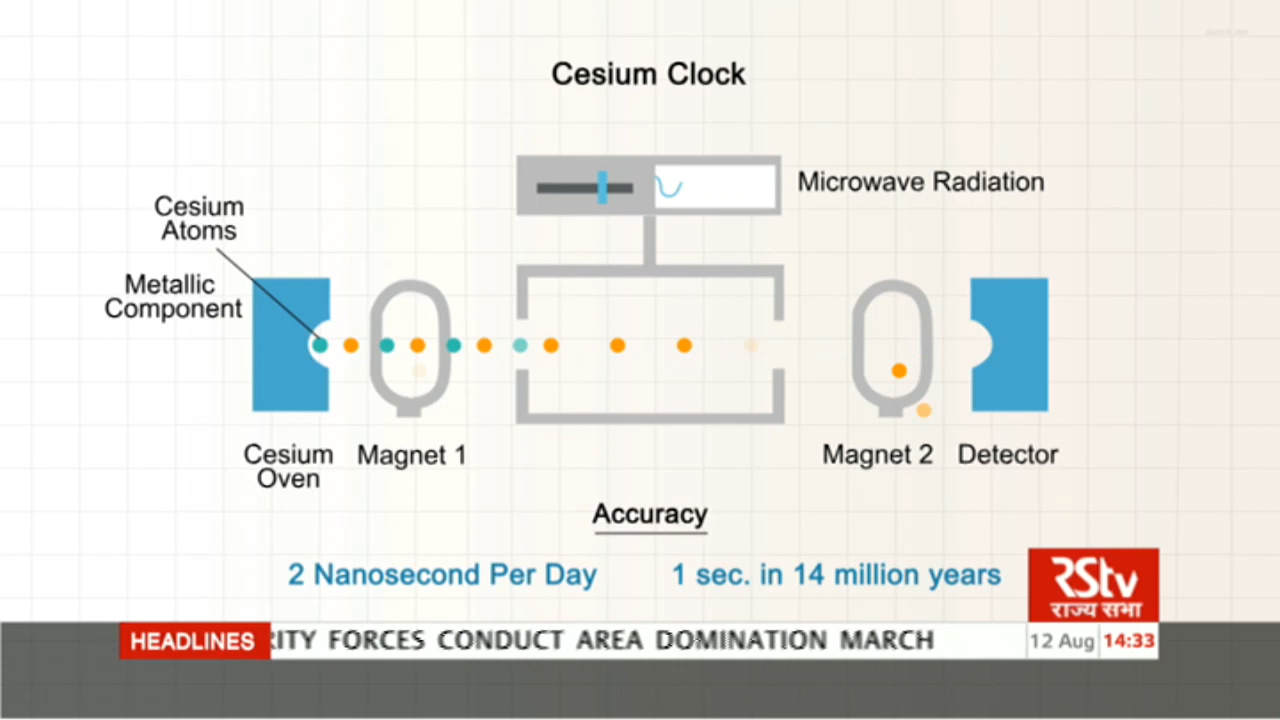 Cesium Clock
Microwave Radiation
Cesium
Atoms
Metallic
Component
Cesium
Oven
Magnet 1
Magnet 2
Detector
Accuracy
2 Nanosecond Per Day
1 sec. in 14 million years
RStv
राज्य सभा
HEADLINES
RITY FORCES CONDUCT AREA DOMINATION MARCH
12 Aug
14:33